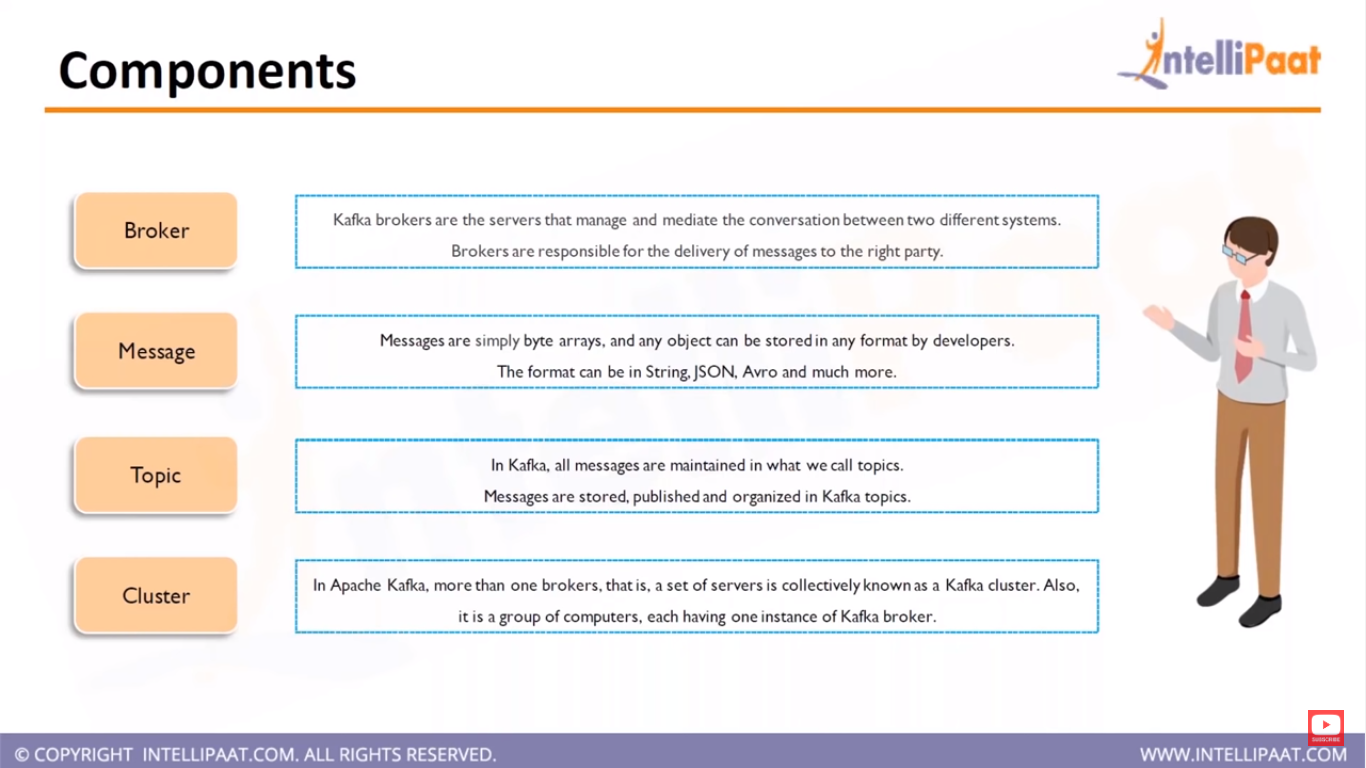 Components
IntelliPaat
Broker
Kafka brokers are the servers that manage and mediate the conversation between two different systems.
Brokers are responsible for the delivery of messages to the right party.
Message
Messages are simply byte arrays, and any object can be stored in any format by developers.
The format can be in String, JSON, Avro and much more.
Topic
In Kafka, all messages are maintained in what we call topics.
Messages are stored, published and organized in Kafka topics.
Cluster
In Apache Kafka, more than one brokers, that is, a set of servers is collectively known as a Kafka cluster. Also,
it is a group of computers, each having one instance of Kafka broker.
SUBSCRIBE
© COPYRIGHT INTELLIPAAT.COM. ALL RIGHTS RESERVED.
WWW.INTELLIPAAT.COM